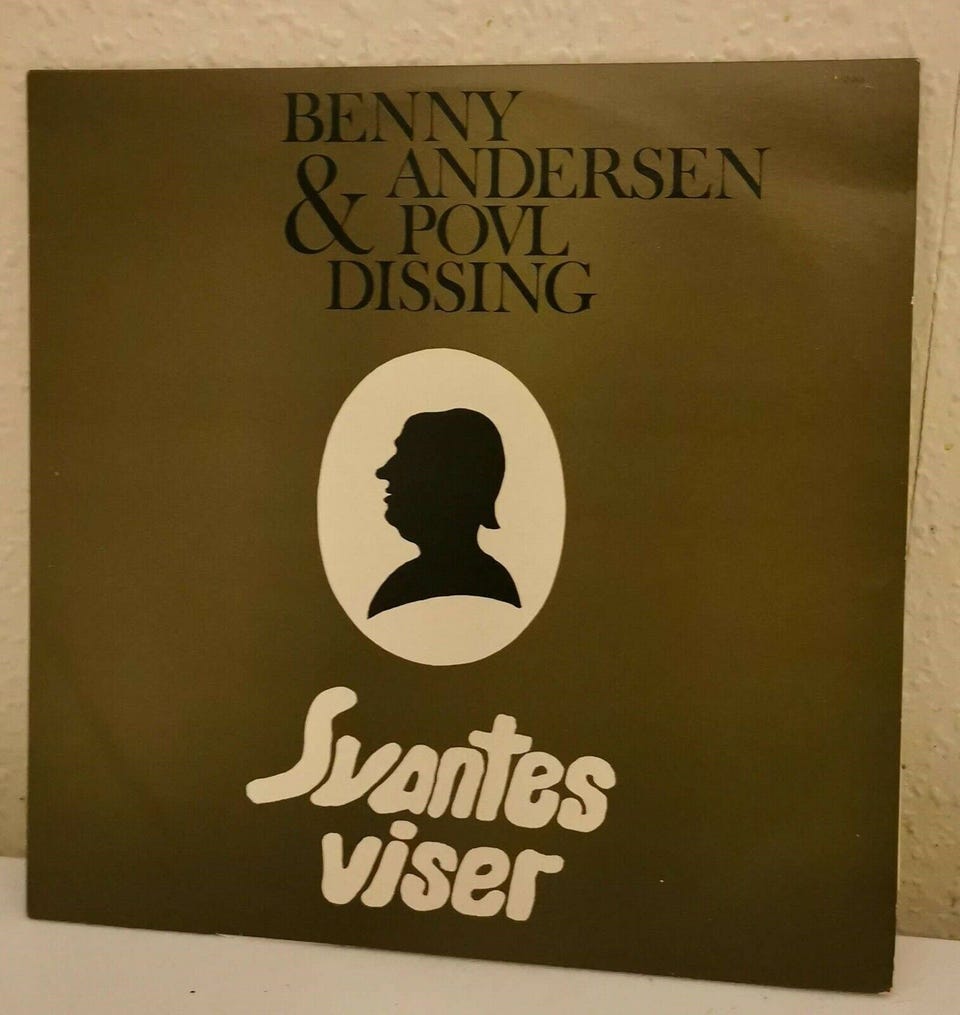 BENNY
ANDERSEN
& POVL
DISSING
Svantes
viser